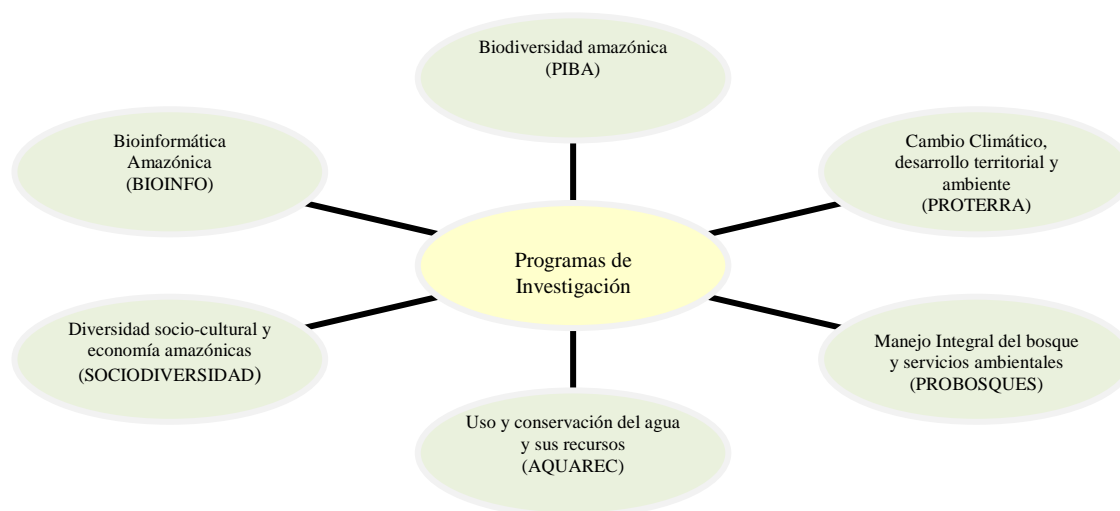 Biodiversidad amazónica
(PIBA)
Bioinformática
Amazónica
(BIOINFO)
Cambio Climático,
desarrollo territorial y
ambiente
(PROTERRA)
Programas de
Investigación
Diversidad socio-cultural y
economía amazónicas
(SOCIODIVERSIDAD)
Manejo Integral del bosque
y servicios ambientales
(PROBOSQUES)
Uso y conservación del agua
y sus recursos
(AQUAREC)